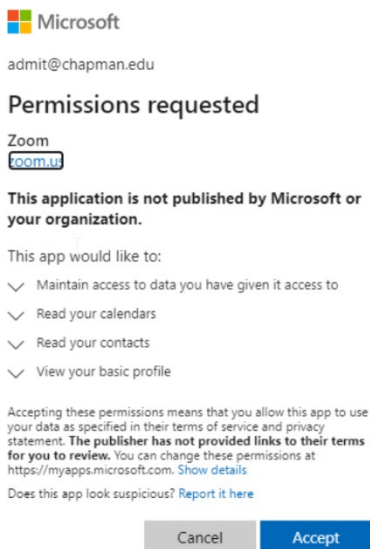 Microsoft
admit@chapman.edu
Permissions requested
Zoom
zoom.us
This application is not published by Microsoft or
your organization.
This app would like to:
Maintain access to data you have given it access to
Read your calendars
Read your contacts
View your basic profile
Accepting these permissions means that you allow this app to use
your data as specified in their terms of service and privacy
statement. The publisher has not provided links to their terms
for you to review. You can change these permissions at
https://myapps.microsoft.com. Show details
Does this app look suspicious? Report it here
Cancel
Accept